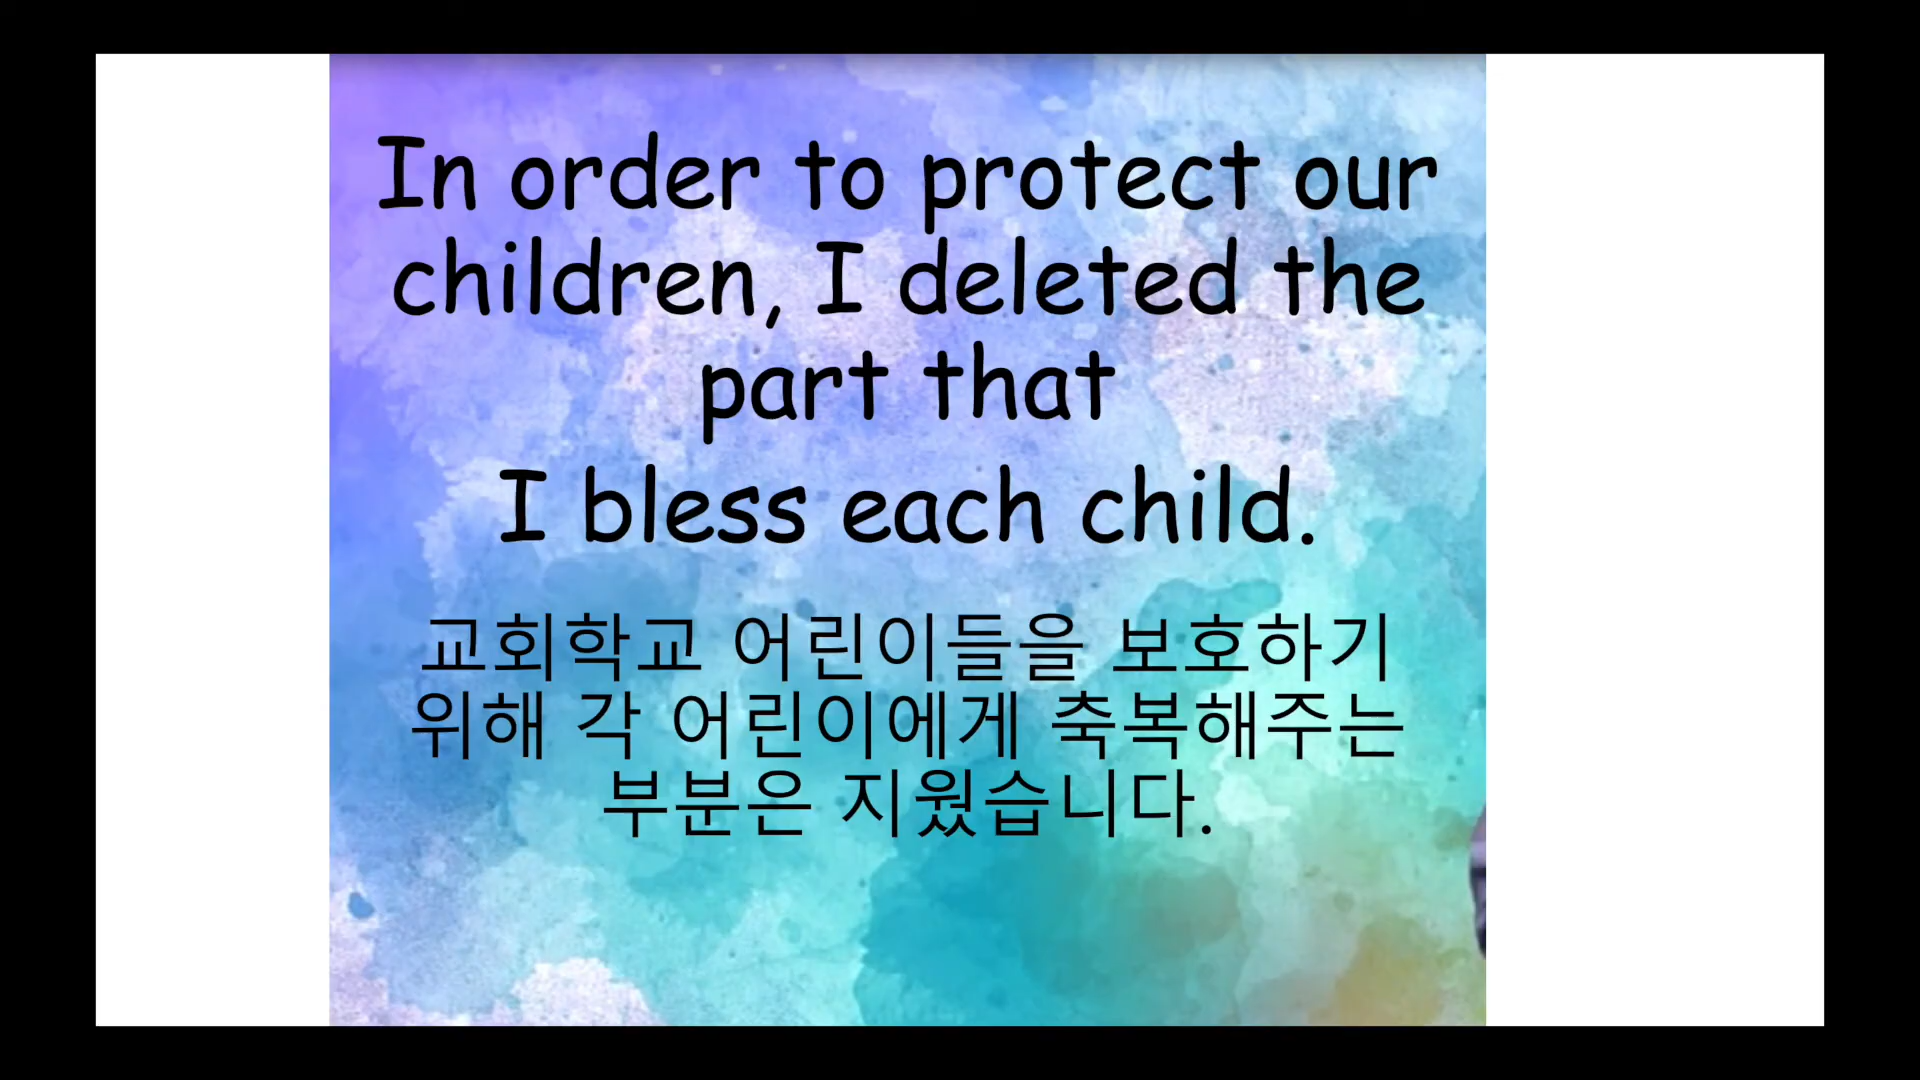 In order to protect our
children, I deleted the
part that
I bless each child.
교회학교 어린이들을 보호하기
위해 각 어린이에게 축복해주는
부분은 지웠습니다.